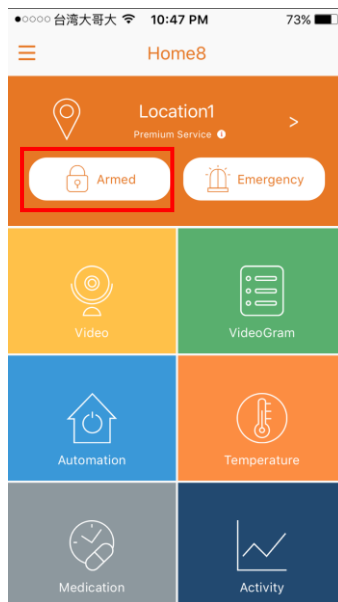 台湾大哥大 10:47 PM 73%
Home8
Location1
Premium Service
Armed Emergency
Video VideoGram
Automation Temperature
Medication Activity